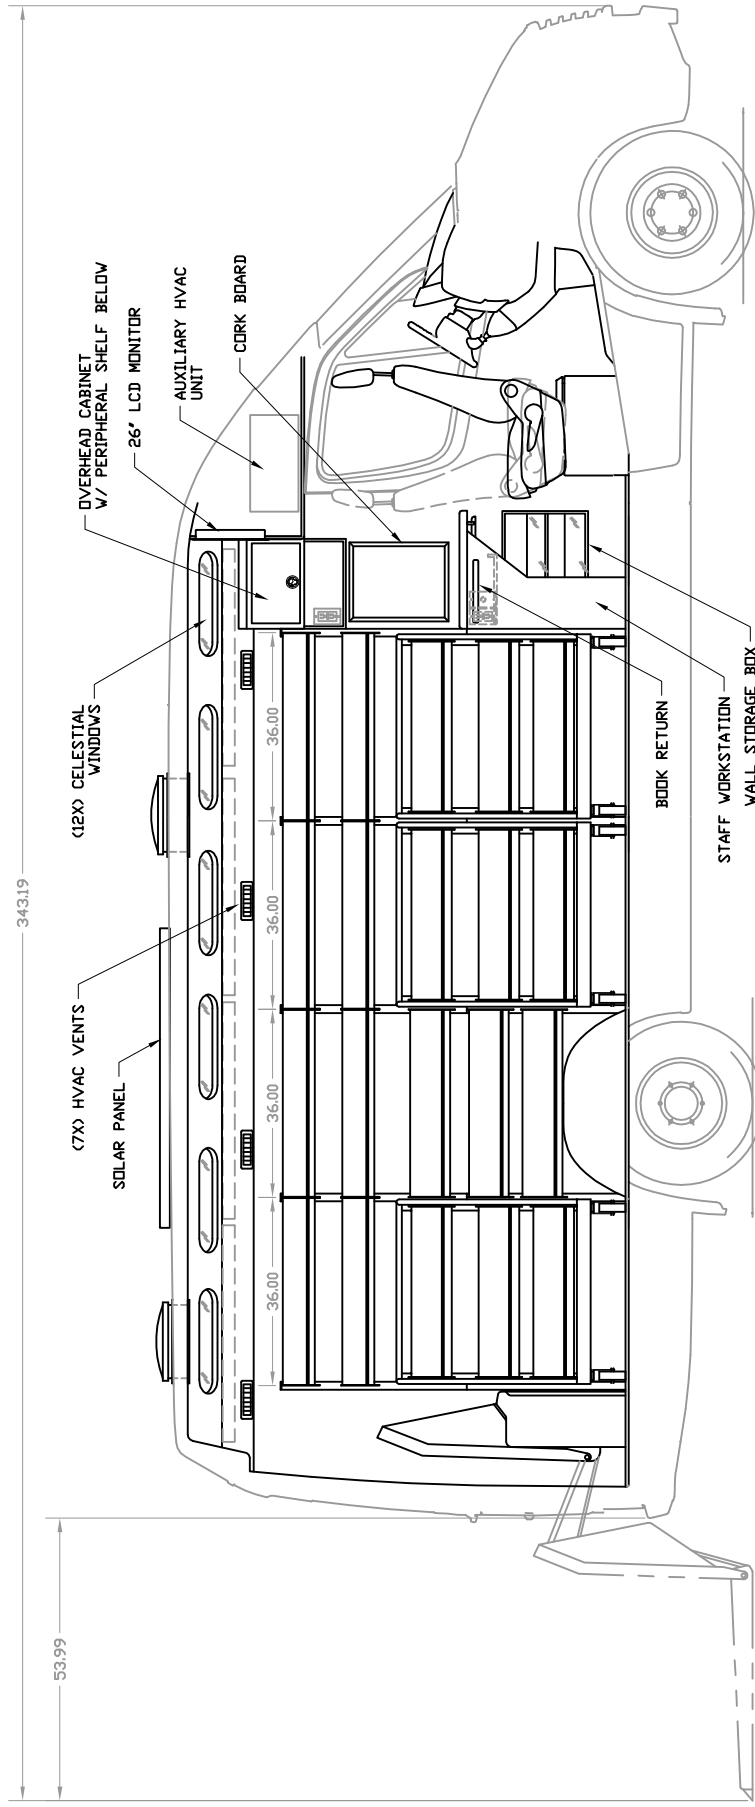 343.19
53.99
(7X) HVAC VENTS
SOLAR PANEL
(12X) CELESTIAL
WINDOWS
OVERHEAD CABINET
W/ PERIPHERAL SHELF BELOW
26" LCD MONITOR
AUXILIARY HVAC
UNIT
CORK BOARD
36.00
36.00
36.00
36.00
BOOK RETURN
STAFF WORKSTATION
WALL STORAGE BOX